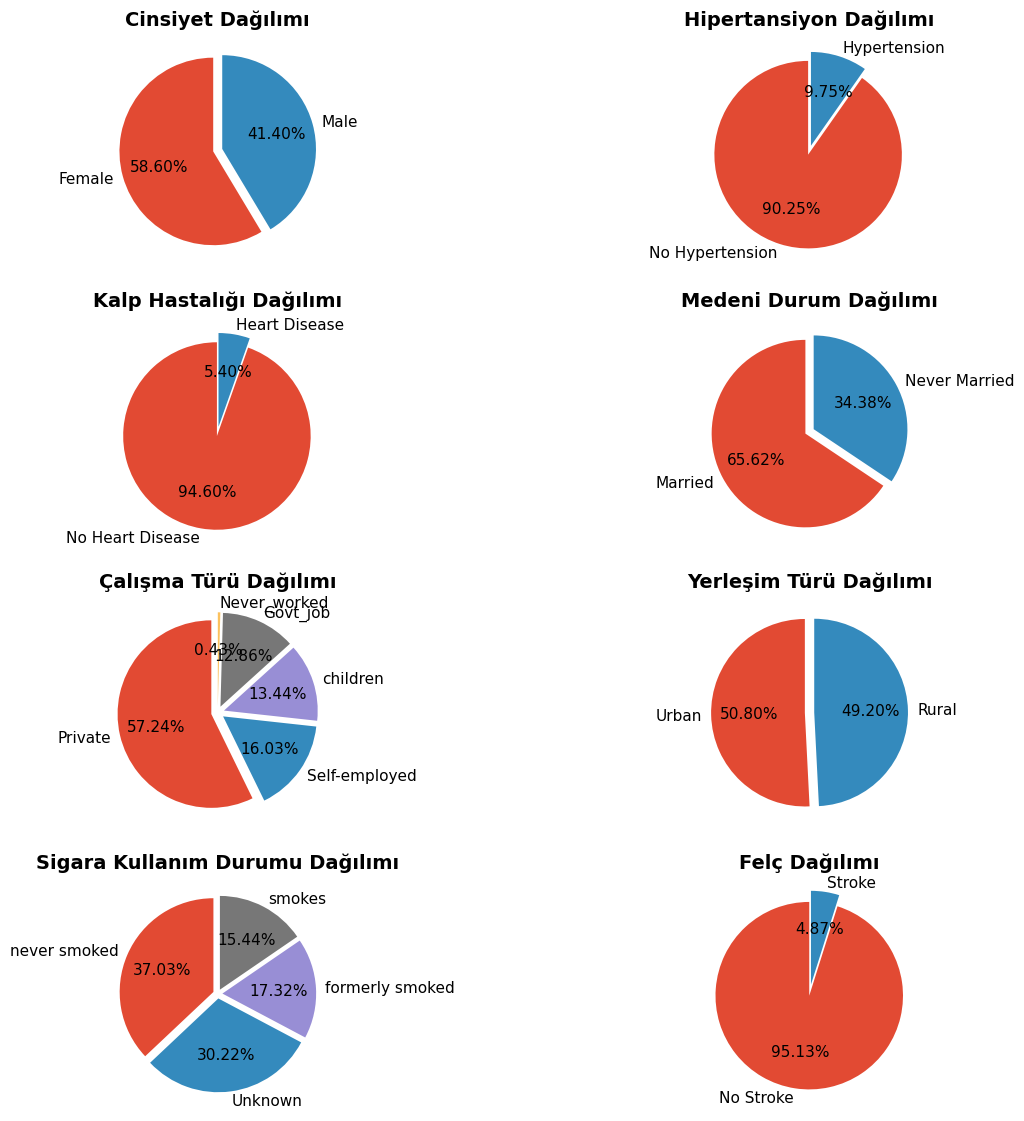 Cinsiyet Dağılımı
Male
41.40%
58.60%
Female
Hipertansiyon Dağılımı
Hypertension
9.75%
90.25%
No Hypertension
Kalp Hastalığı Dağılımı
Heart Disease
5.40%
94.60%
No Heart Disease
Medeni Durum Dağılımı
Never Married
34.38%
65.62%
Married
Çalışma Türü Dağılımı
Never_worked
Govt_job
0.43%
12.86%
children
13.44%
57.24%
Private
16.03%
Self-employed
Yerleşim Türü Dağılımı
Urban
50.80%
49.20%
Rural
Sigara Kullanım Durumu Dağılımı
smokes
15.44%
never smoked
37.03%
17.32%
formerly smoked
30.22%
Unknown
Felç Dağılımı
Stroke
4.87%
95.13%
No Stroke